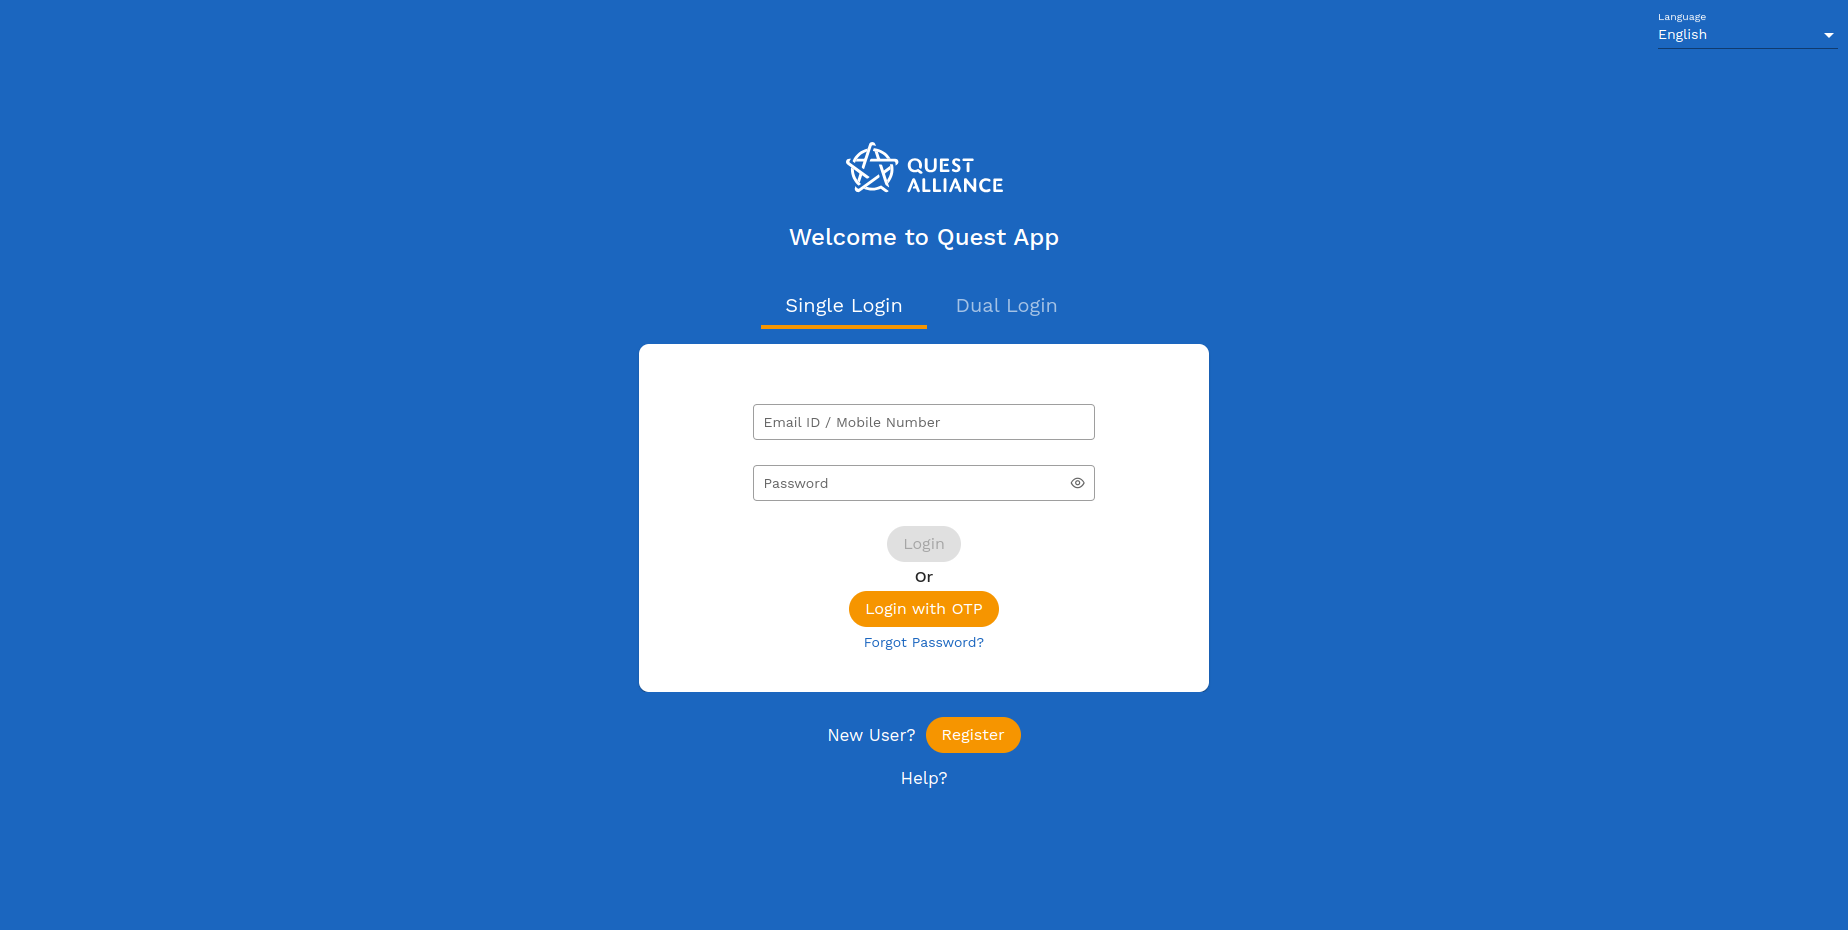 Language
English
QUEST
ALLIANCE
Welcome to Quest App
Single Login
Dual Login
Email ID / Mobile Number
Password
Login
Or
Login with OTP
Forgot Password?
New User? Register
Help?